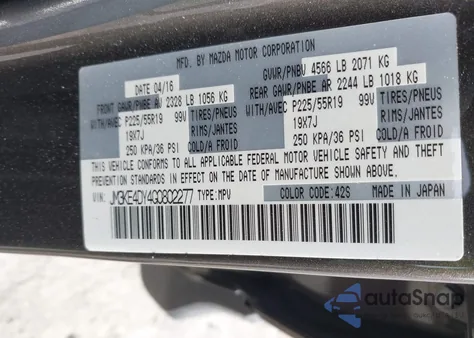 MFD. BY MAZDA MOTOR CORPORATION
DATE 04/16
GVWR/PNBV 4566 LB 2071 KG
FRONT GAWR/PNBE AV 2328 LB 1056 KG
REAR GAWR/PNBE AR 2244 LB 1018 KG
WITH/AVEC P225/55R19 99V TIRES/PNEUS
19X7J RIMS/JANTES
250 KPA/36 PSI COLD/A FROID
WITH/AVEC P225/55R19 99V TIRES/PNEUS
19X7J RIMS/JANTES
250 KPA/36 PSI COLD/A FROID
THIS VEHICLE CONFORMS TO ALL APPLICABLE FEDERAL MOTOR VEHICLE SAFETY AND THEFT
PREVENTION STANDARDS IN EFFECT ON THE DATE OF MANUFACTURE SHOWN ABOVE.
VIN: JM3KE4DY4G0802277 TYPE:MPV COLOR CODE:42S MADE IN JAPAN
autoSnap